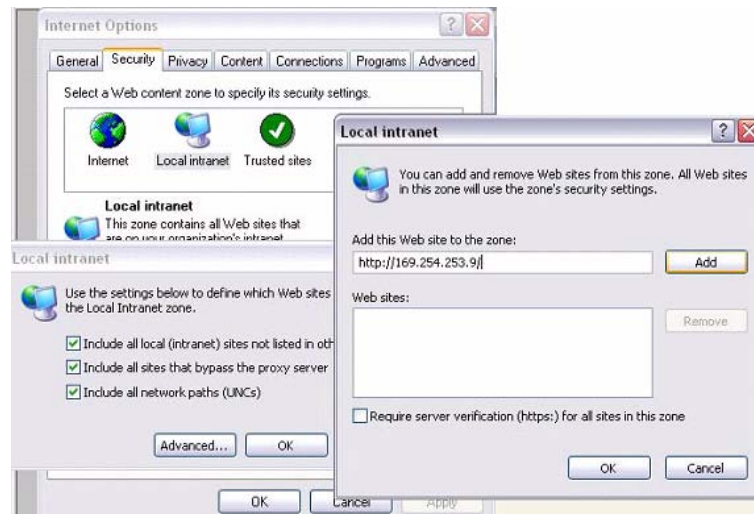 Internet Options
General Security Privacy Content Connections Programs Advanced
Select a Web content zone to specify its security settings.
Internet Local intranet Trusted sites
Local intranet
This zone contains all Web sites that
are on your organization's intranet.
Local intranet
Use the settings below to define which Web sites
the Local Intranet zone.
Include all local (intranet) sites not listed in oth
Include all sites that bypass the proxy server
Include all network paths (UNCs)
Advanced... OK
OK Cancel Apply
Local intranet
You can add and remove Web sites from this zone. All Web sites
in this zone will use the zone's security settings.
Add this Web site to the zone:
http://169.254.253.9/ Add
Web sites:
Remove
Require server verification (https:) for all sites in this zone
OK Cancel